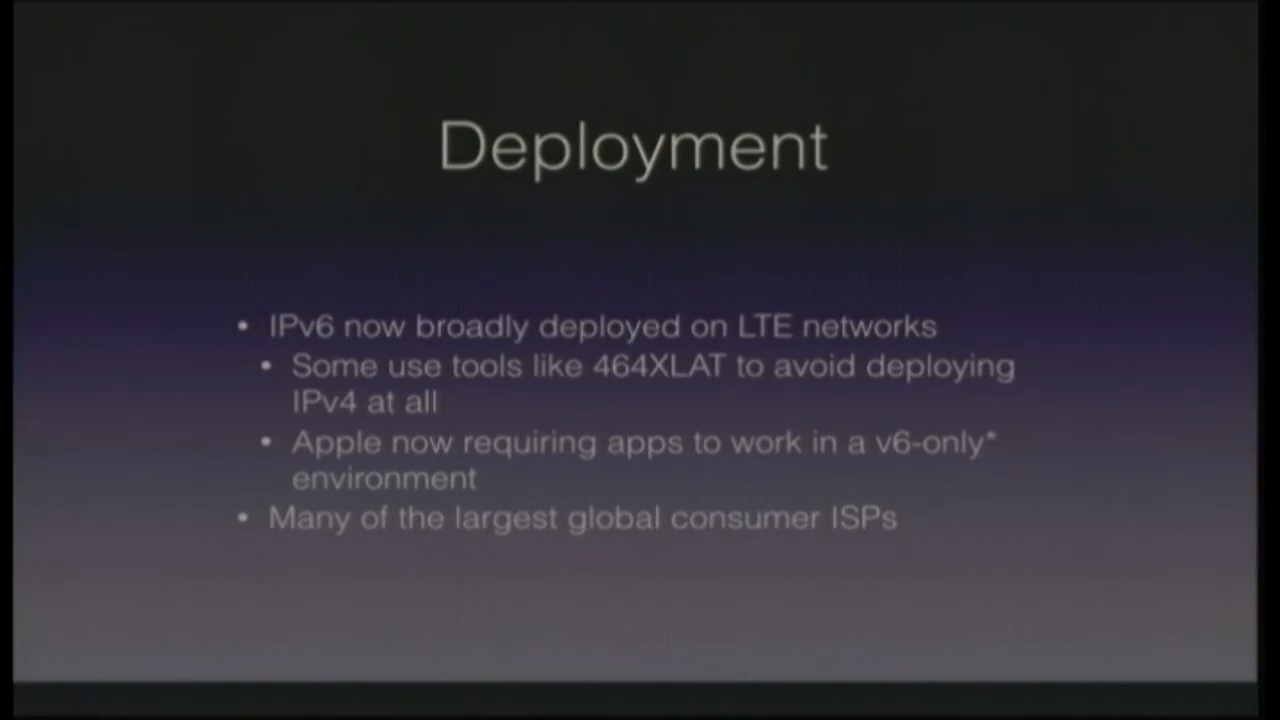 Deployment
• IPv6 now broadly deployed on LTE networks
• Some use tools like 464XLAT to avoid deploying
IPv4 at all
• Apple now requiring apps to work in a v6-only*
environment
• Many of the largest global consumer ISPs